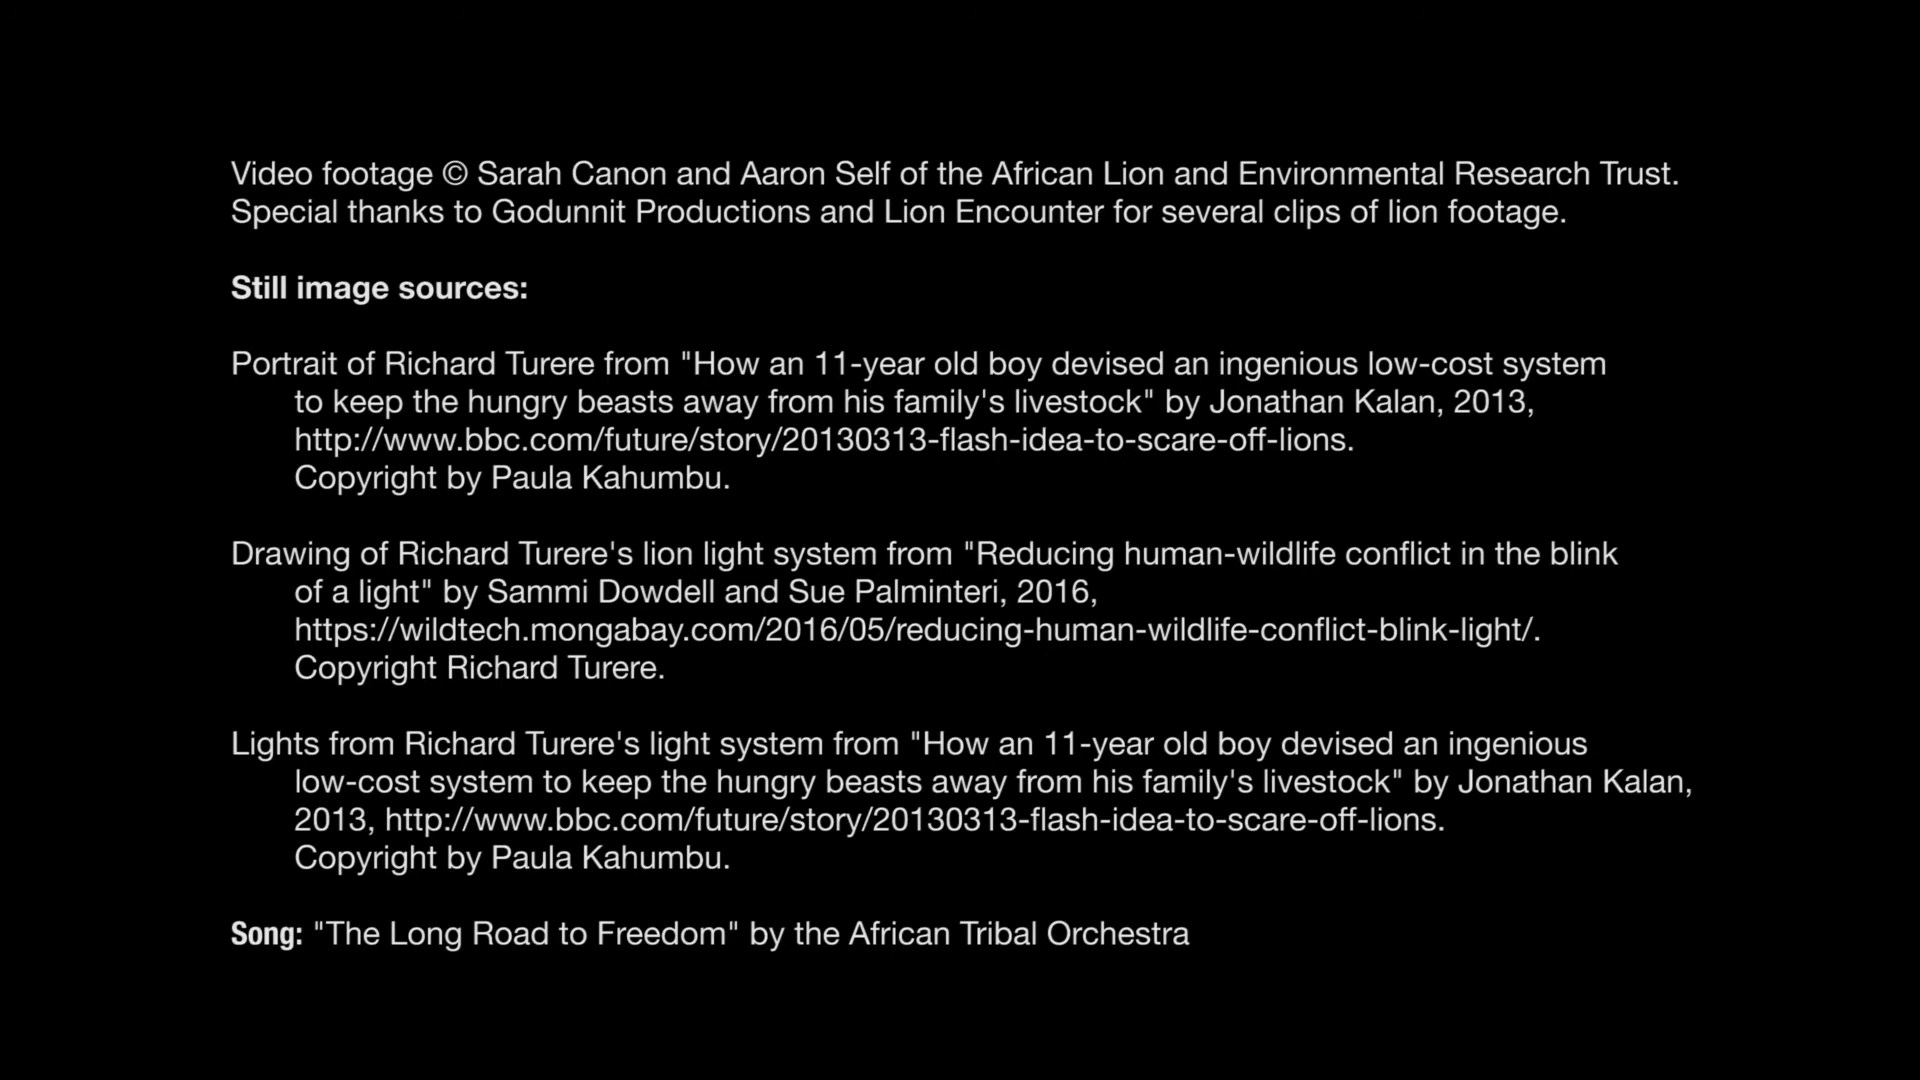 Video footage © Sarah Canon and Aaron Self of the African Lion and Environmental Research Trust.
Special thanks to Godunnit Productions and Lion Encounter for several clips of lion footage.
Still image sources:
Portrait of Richard Turere from "How an 11-year old boy devised an ingenious low-cost system
to keep the hungry beasts away from his family's livestock" by Jonathan Kalan, 2013,
http://www.bbc.com/future/story/20130313-flash-idea-to-scare-off-lions.
Copyright by Paula Kahumbu.
Drawing of Richard Turere's lion light system from "Reducing human-wildlife conflict in the blink
of a light" by Sammi Dowdell and Sue Palminteri, 2016,
https://wildtech.mongabay.com/2016/05/reducing-human-wildlife-conflict-blink-light/.
Copyright Richard Turere.
Lights from Richard Turere's light system from "How an 11-year old boy devised an ingenious
low-cost system to keep the hungry beasts away from his family's livestock" by Jonathan Kalan,
2013, http://www.bbc.com/future/story/20130313-flash-idea-to-scare-off-lions.
Copyright by Paula Kahumbu.
Song: "The Long Road to Freedom" by the African Tribal Orchestra